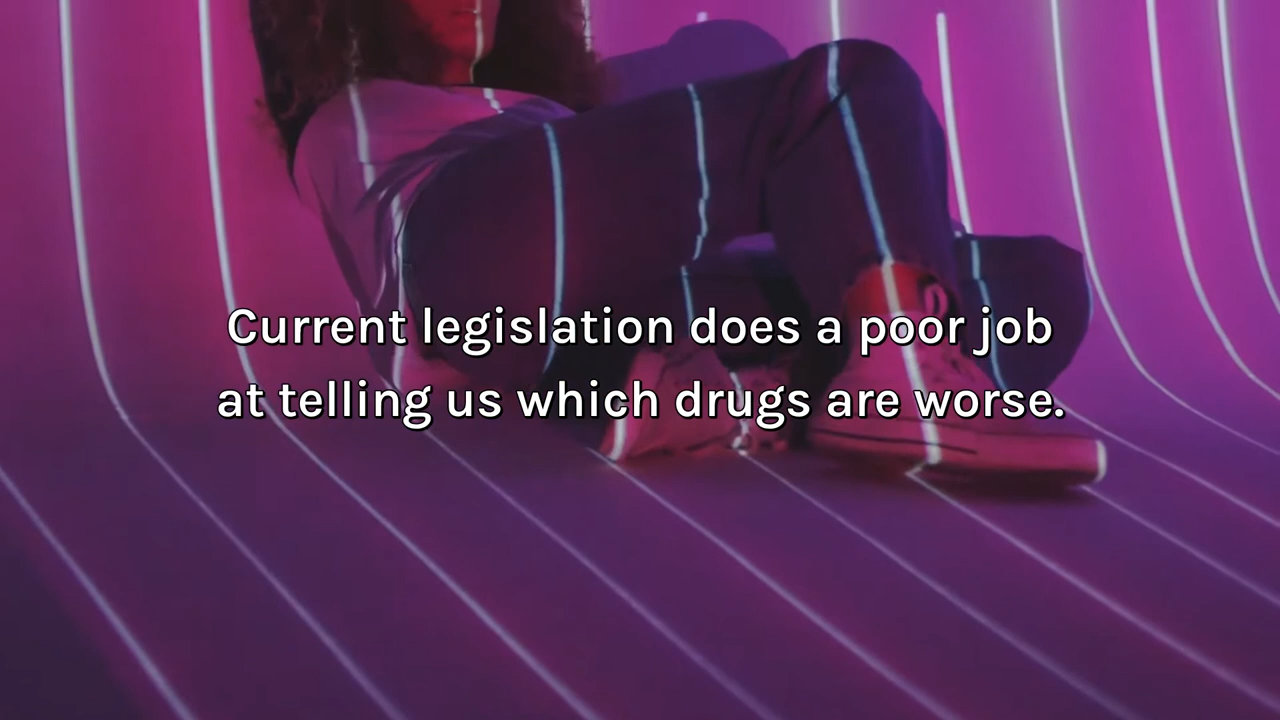 Current legislation does a poor job
at telling us which drugs are worse.